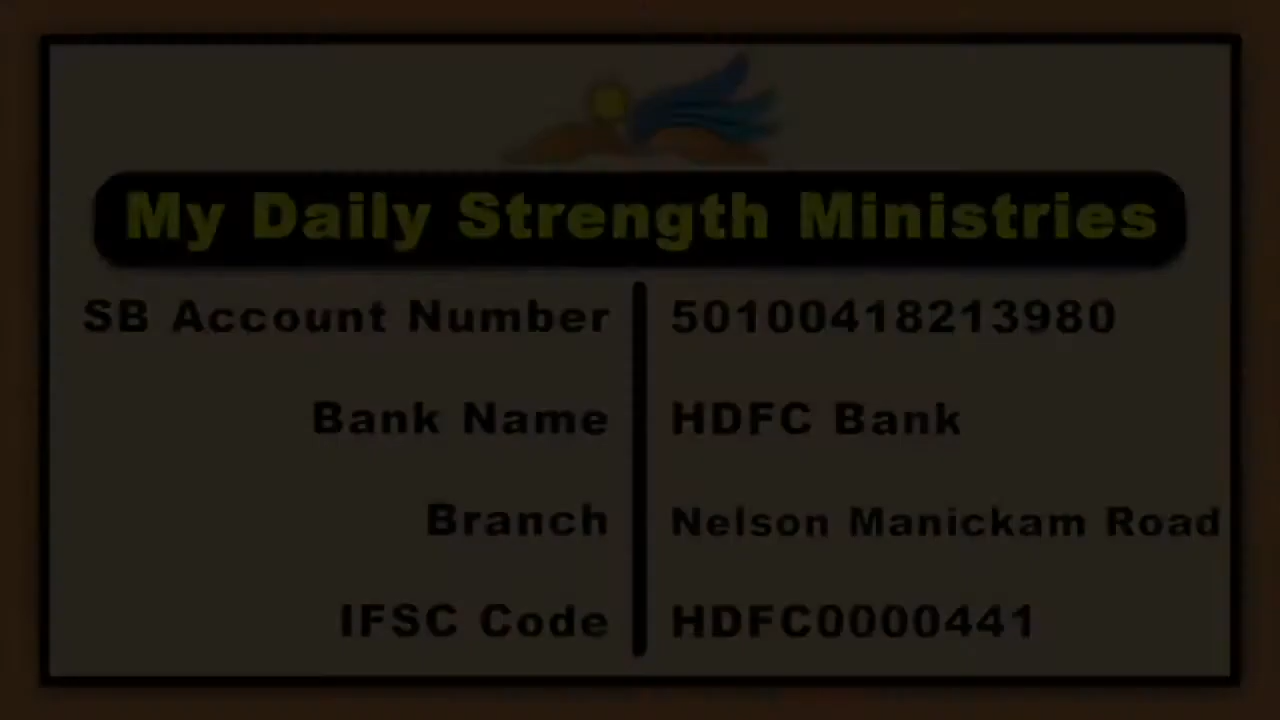 My Daily Strength Ministries
SB Account Number 50100418213980
Bank Name HDFC Bank
Branch Nelson Manickam Road
IFSC Code HDFC0000441